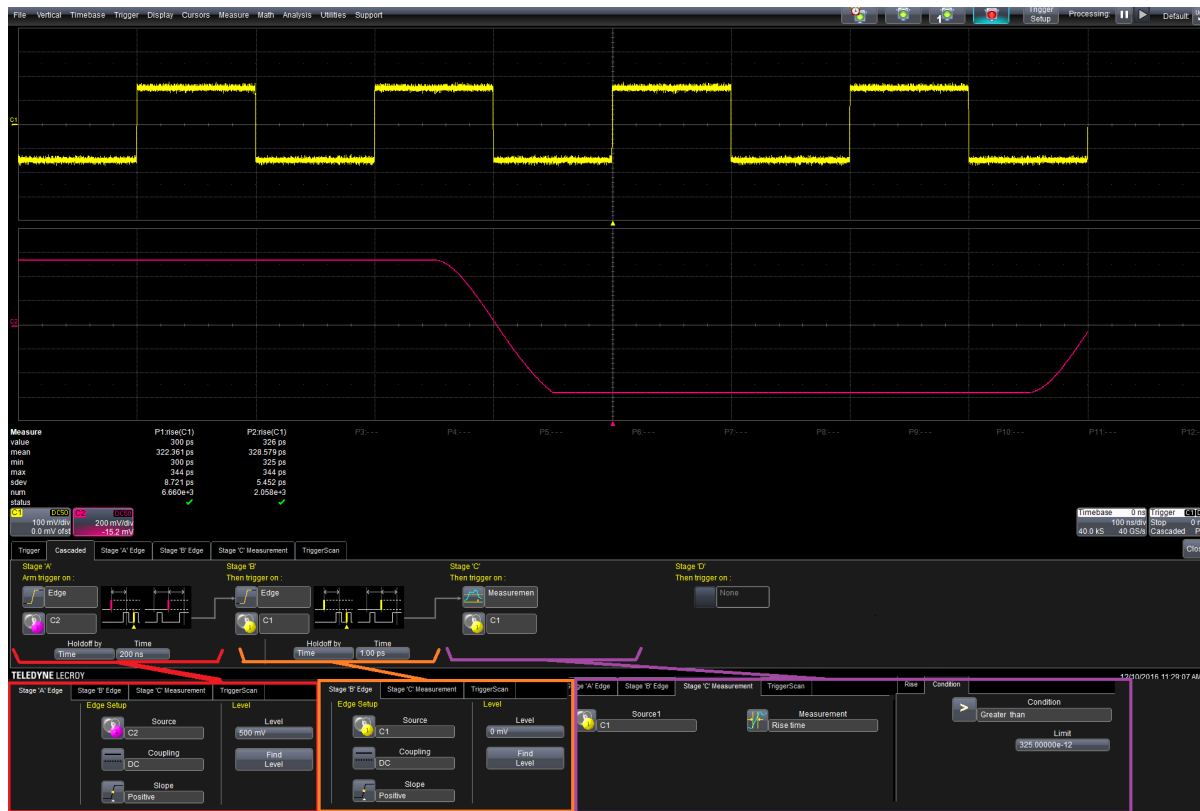 File Vertical Timebase Trigger Display Cursors Measure Math Analysis Utilities Support
Trigger Setup
Processing:
Default
1
C1
C2
Measure P1:rise(C1) P2:rise(C1) P3:--- P4:--- P5:--- P6:--- P7:--- P8:--- P9:--- P10:--- P11:--- P12:--
value 300 ps 326 ps
mean 322.361 ps 328.579 ps
min 300 ps 325 ps
max 344 ps 344 ps
sdev 8.721 ps 5.452 ps
num 6.660e+3 2.058e+3
status
C1 DC50
100 mV/div
0.0 mV ofst
C2 DC50
200 mV/div
-15.2 mV
Timebase 0 ns
100 ns/div
40.0 kS 40 GS/s
Trigger C1
Stop
Cascaded
Trigger Cascaded Stage 'A' Edge Stage 'B' Edge Stage 'C' Measurement TriggerScan
Clo
Stage 'A'
Arm trigger on :
Edge
C2
Holdoff by Time
Time 200 ns
Stage 'B'
Then trigger on :
Edge
C1
Holdoff by Time
Time 1.00 ps
Stage 'C'
Then trigger on :
Measuremen
C1
Stage 'D'
Then trigger on :
None
TELEDYNE LECROY
12/10/2016 11:29:07 AM
Stage 'A' Edge Stage 'B' Edge Stage 'C' Measurement TriggerScan
Edge Setup
Source
C2
Coupling
DC
Slope
Positive
Level
Level
500 mV
Find Level
Stage 'B' Edge Stage 'C' Measurement TriggerScan
Edge Setup
Source
C1
Coupling
DC
Slope
Positive
Level
Level
0 mV
Find Level
tage 'A' Edge Stage 'B' Edge Stage 'C' Measurement TriggerScan
Source1
C1
Measurement
Rise time
Rise Condition
Condition
>
Greater than
Limit
325.00000e-12